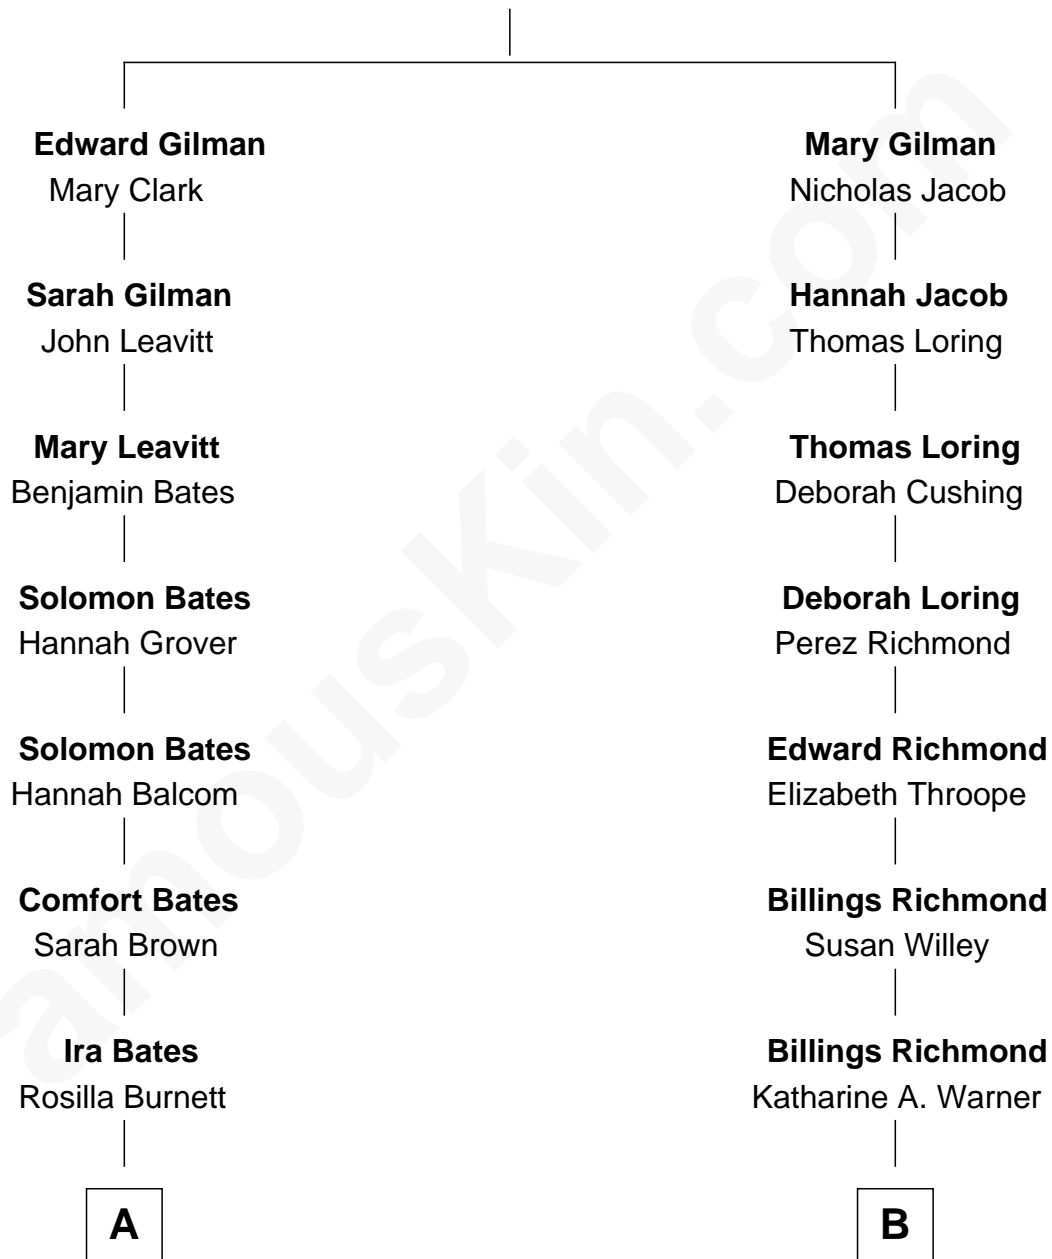 Edward Gilman
Mary Clark
Sarah Gilman
John Leavitt
Mary Leavitt
Benjamin Bates
Solomon Bates
Hannah Grover
Solomon Bates
Hannah Balcom
Comfort Bates
Sarah Brown
Ira Bates
Rosilla Burnett
A
Mary Gilman
Nicholas Jacob
Hannah Jacob
Thomas Loring
Thomas Loring
Deborah Cushing
Deborah Loring
Perez Richmond
Edward Richmond
Elizabeth Throope
Billings Richmond
Susan Willey
Billings Richmond
Katharine A. Warner
B
amouskin.com